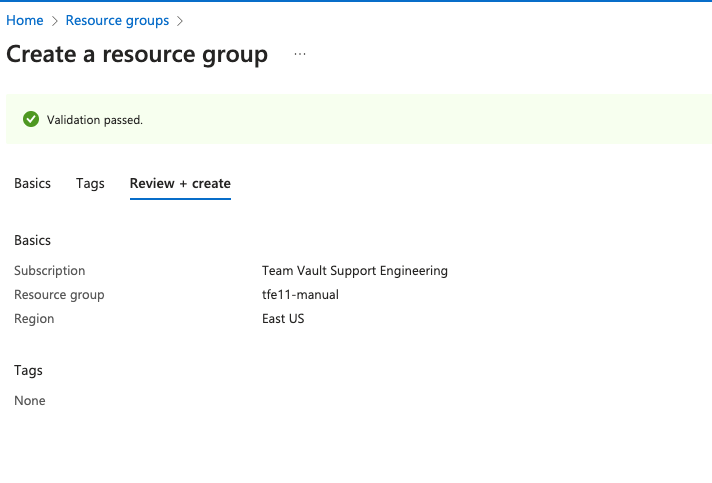 Home > Resource groups >
Create a resource group ...
Validation passed.
Basics Tags Review + create
Basics
Subscription Team Vault Support Engineering
Resource group tfe11-manual
Region East US
Tags
None